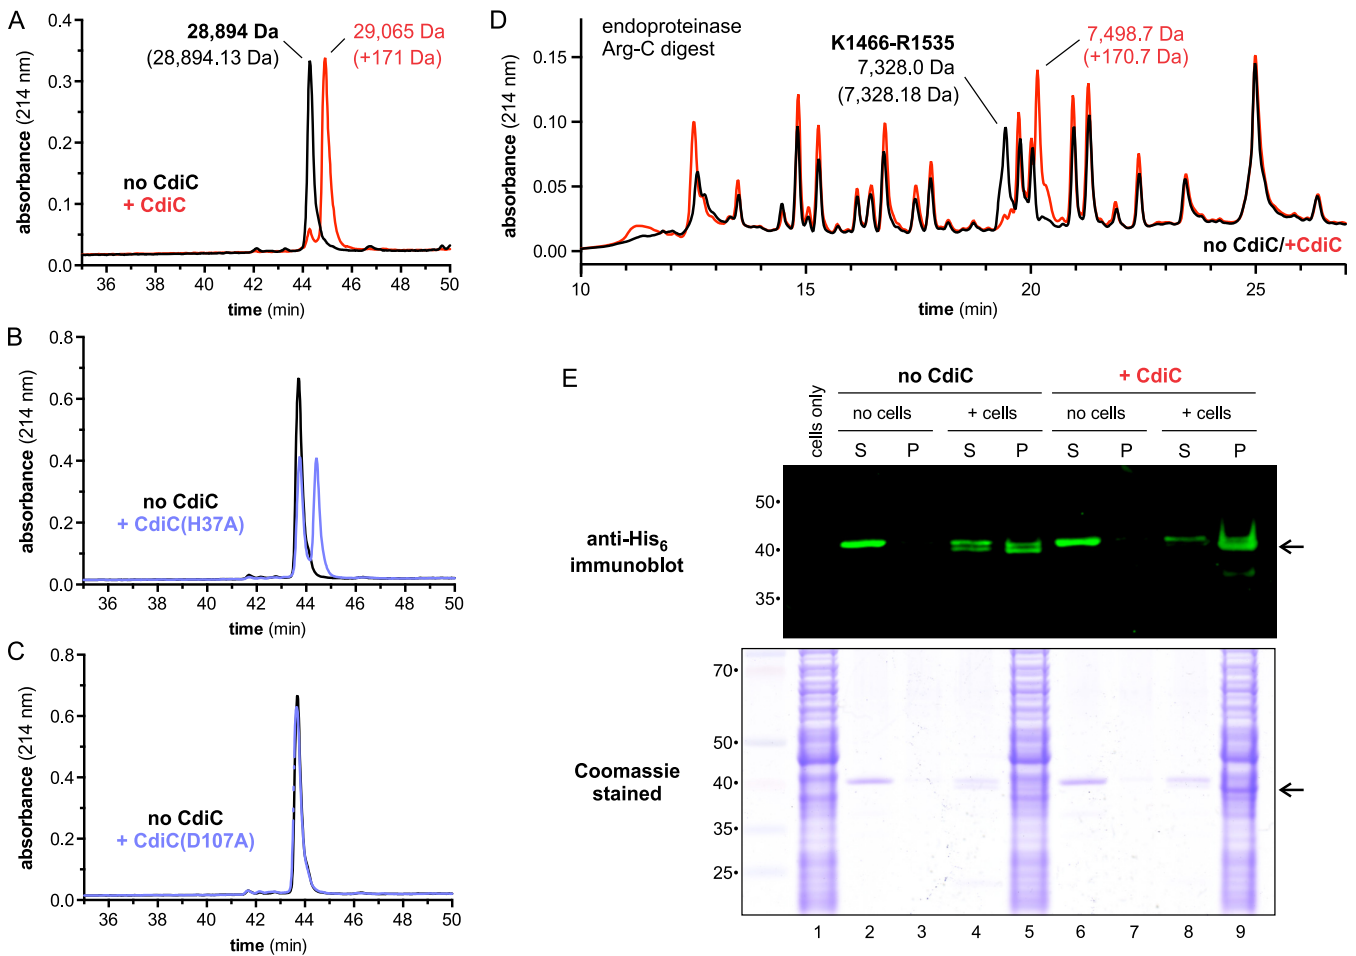 A
0.4
0.3
0.2
0.1
0.0
absorbance (214 nm)
28,894 Da
(28,894.13 Da)
29,065 Da
(+171 Da)
no CdiC
+ CdiC
36 38 40 42 44 46 48 50
time (min)
B
0.8
0.6
0.4
0.2
0.0
absorbance (214 nm)
no CdiC
+ CdiC(H37A)
36 38 40 42 44 46 48 50
time (min)
C
0.8
0.6
0.4
0.2
0.0
absorbance (214 nm)
no CdiC
+ CdiC(D107A)
36 38 40 42 44 46 48 50
time (min)
D
0.15
0.10
0.05
0.00
absorbance (214 nm)
endoproteinase
Arg-C digest
K1466-R1535
7,328.0 Da
(7,328.18 Da)
7,498.7 Da
(+170.7 Da)
no CdiC/+CdiC
10 15 20 25
time (min)
E
cells only
no CdiC + CdiC
no cells + cells no cells + cells
S P S P S P S P
50
40
35
anti-His6
immunoblot
70
50
40
35
25
Coomassie
stained
1 2 3 4 5 6 7 8 9